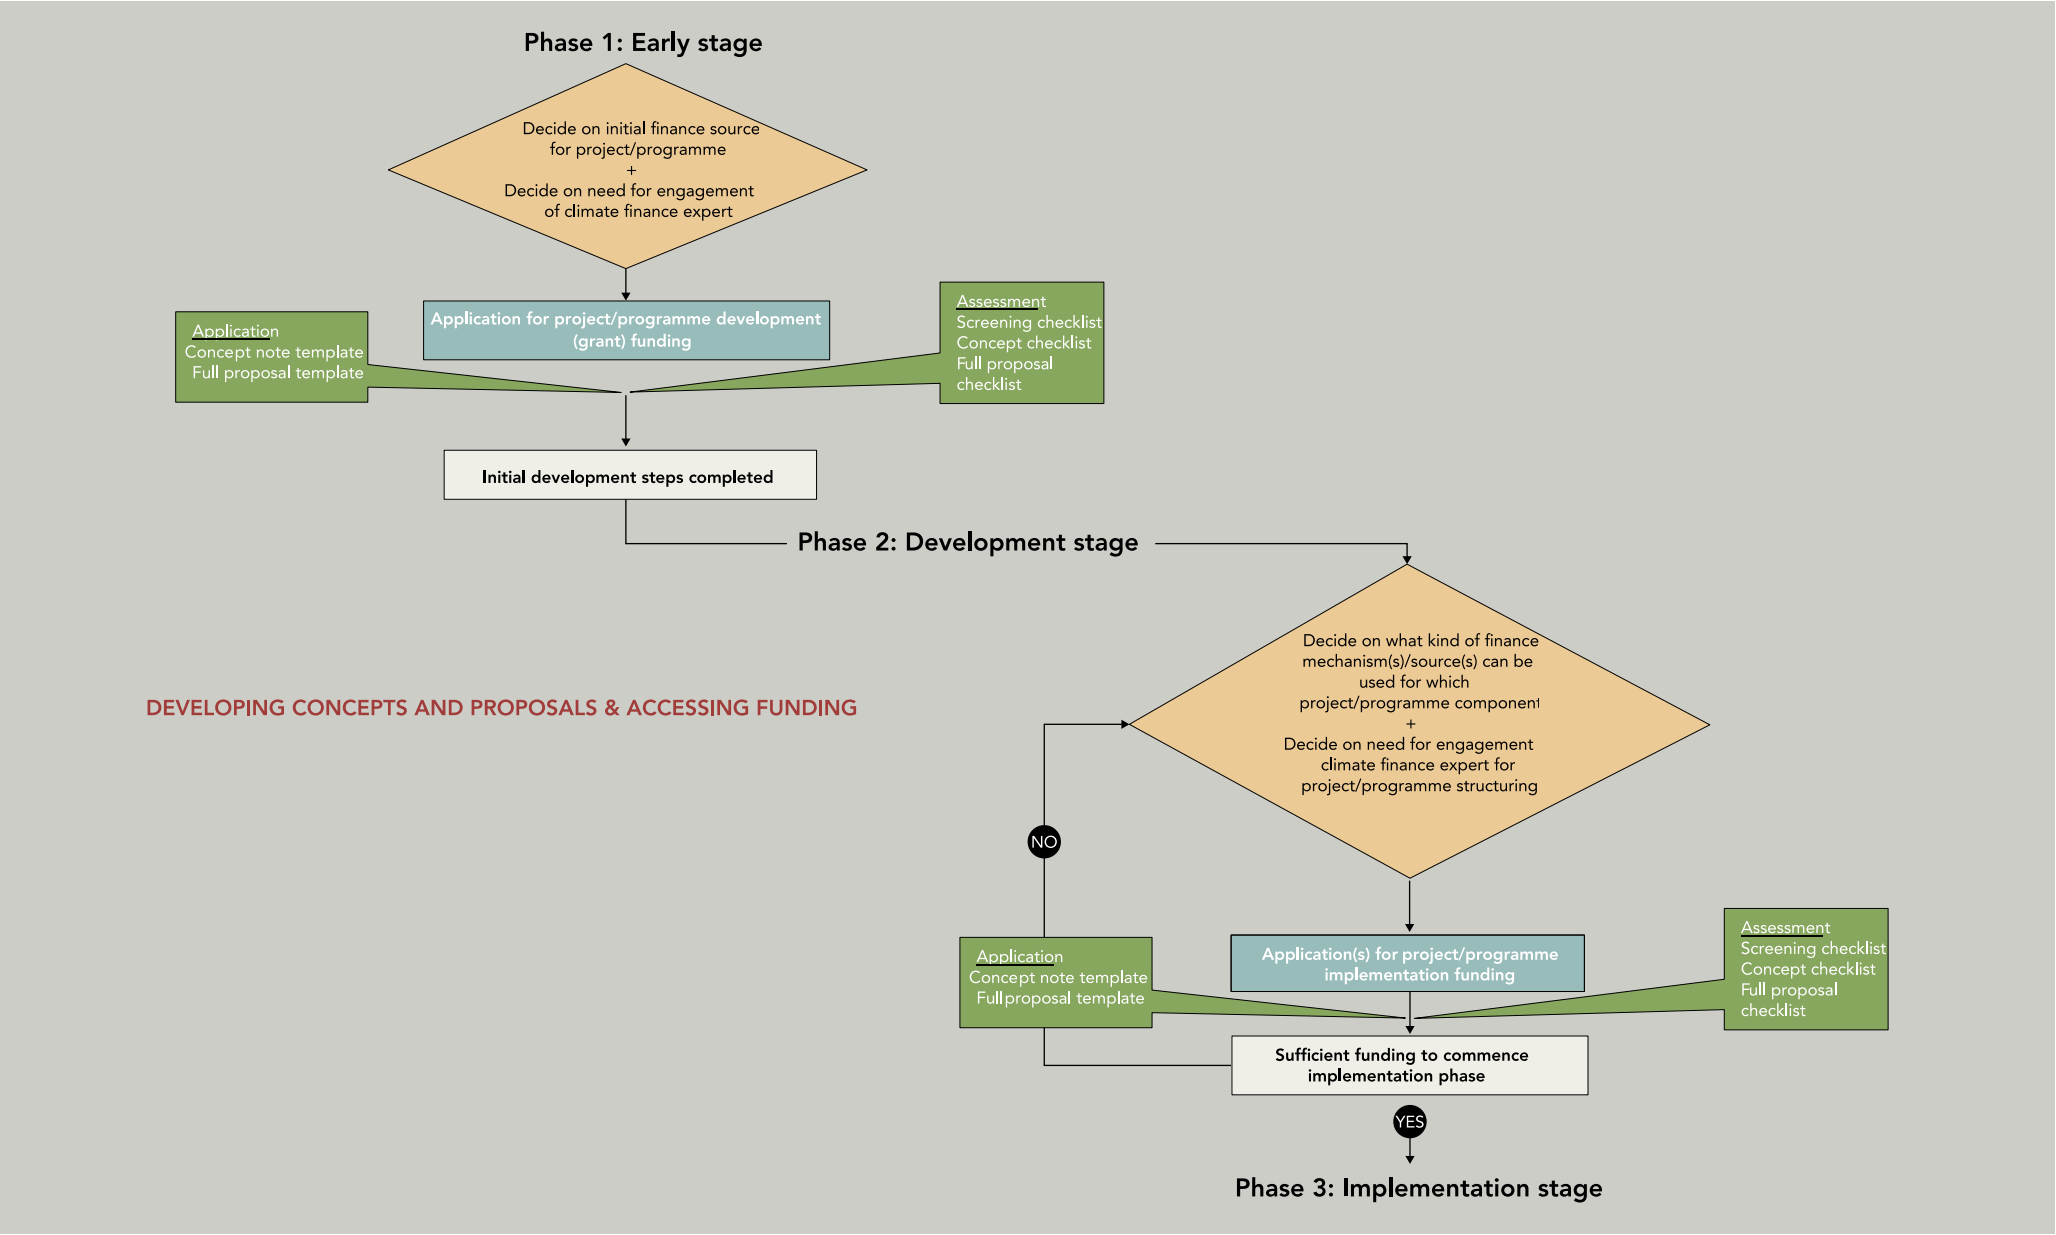 Phase 1: Early stage
Decide on initial finance source
for project/programme
+
Decide on need for engagement
of climate finance expert
Application for project/programme development
(grant) funding
Application
Concept note template
Full proposal template
Assessment
Screening checklist
Concept checklist
Full proposal
checklist
Initial development steps completed
Phase 2: Development stage
Decide on what kind of finance
mechanism(s)/source(s) can be
used for which
project/programme component
+
Decide on need for engagement
climate finance expert for
project/programme structuring
DEVELOPING CONCEPTS AND PROPOSALS & ACCESSING FUNDING
NO
Application
Concept note template
Full proposal template
Application(s) for project/programme
implementation funding
Assessment
Screening checklist
Concept checklist
Full proposal
checklist
Sufficient funding to commence
implementation phase
YES
Phase 3: Implementation stage